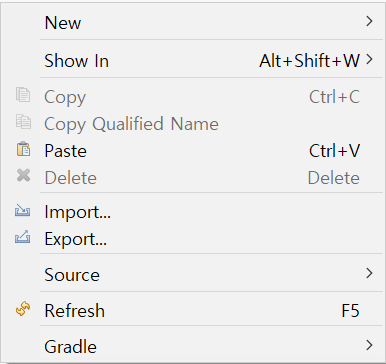 New
Show In Alt+Shift+W
Copy Ctrl+C
Copy Qualified Name
Paste Ctrl+V
Delete Delete
Import...
Export...
Source
Refresh F5
Gradle